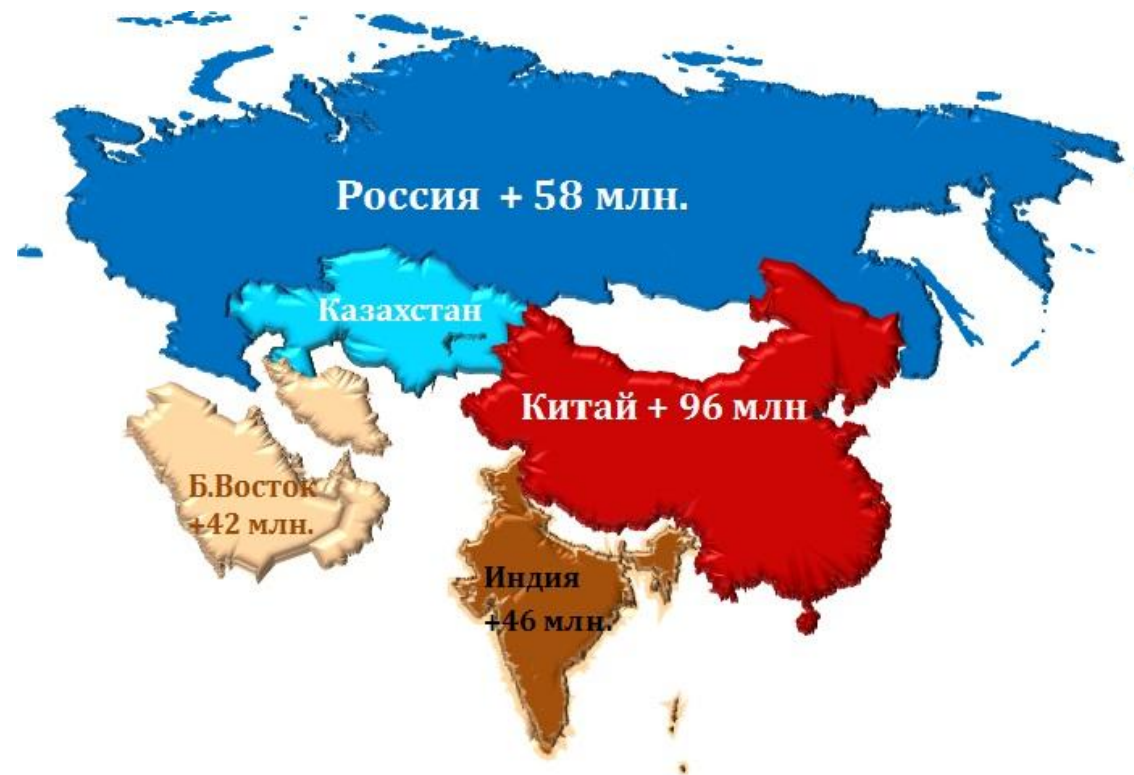 Россия + 58 млн.
Казахстан
Китай + 96 млн
Б.Восток
+42 млн.
Индия
+46 млн.